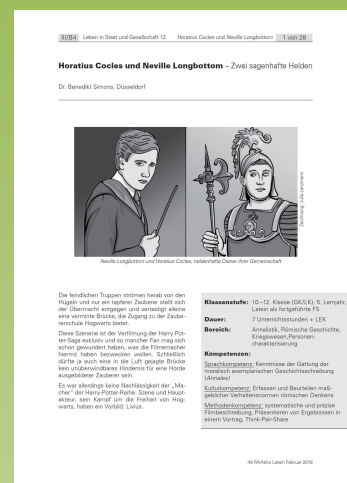 III/B4 Leben in Staat und Gesellschaft 12 Horatius Cocles und Neville Longbottom 1 von 28
Horatius Cocles und Neville Longbottom – Zwei sagenhafte Helden
Dr. Benedikt Simons, Düsseldorf
Zeichnung: Julia Lenzmann
Neville Longbottom und Horatius Cocles, heldenhafte Diener ihrer Gemeinschaft
Die feindlichen Truppen strömen herab von den
Hügeln und nur ein tapferer Zauberer stellt sich
der Übermacht entgegen und verteidigt alleine
eine verminte Brücke, die Zugang zu der Zaube-
rerschule Hogwarts bietet.
Diese Szenerie ist der Verfilmung der Harry Pot-
ter-Saga exklusiv und so mancher Fan mag sich
schon gewundert haben, was die Filmemacher
hiermit haben bezwecken wollen. Schließlich
dürfte ja auch eine in die Luft gejagte Brücke
kein unüberwindbares Hindernis für eine Horde
ausgebildeter Zauberer sein.
Es war allerdings keine Nachlässigkeit der „Ma-
cher“ der Harry-Potter-Reihe: Szene und Haupt-
akteur, sein Kampf um die Freiheit von Hog-
warts, haben ein Vorbild: Livius.
Klassenstufe: 10.–12. Klasse (GK/LK), 5. Lernjahr,
Latein als fortgeführte FS
Dauer: 7 Unterrichtsstunden + LEK
Bereich: Annalistik, Römische Geschichte,
Kriegswesen,Personen-
charakterisierung
Kompetenzen:
Sprachkompetenz: Kenntnisse der Gattung der
moralisch exemplarischen Geschichtsschreibung
(Annales)
Kulturkompetenz: Erfassen und Beurteilen maß-
geblicher Verhaltensnormen römischen Denkens
Methodenkompetenz: systematische und präzise
Filmbeschreibung, Präsentieren von Ergebnissen in
einem Vortrag, Think-Pair-Share
48 RAAbits Latein Februar 2018